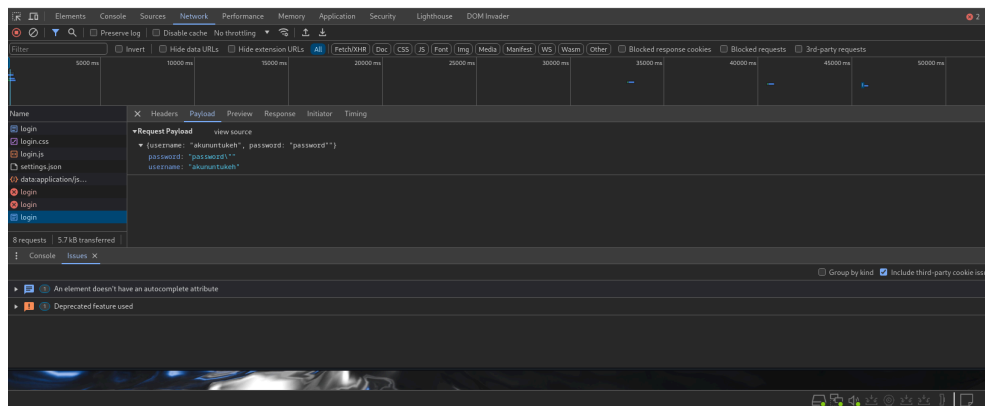 Elements Console Sources Network Performance Memory Application Security Lighthouse DOM Invader 2
Preserve log Disable cache No throttling
Filter Invert Hide data URLs Hide extension URLs All Fetch/XHR Doc CSS JS Font Img Media Manifest WS Wasm Other Blocked response cookies Blocked requests 3rd-party requests
5000 ms 10000 ms 15000 ms 20000 ms 25000 ms 30000 ms 35000 ms 40000 ms 45000 ms 50000 ms
Name Headers Payload Preview Response Initiator Timing
login
login.css
login.js
settings.json
data:application/js...
login
login
login
Request Payload view source
{username: "akununtukeh", password: "password""}
password: "password\""
username: "akununtukeh"
8 requests 5.7 kB transferred
Console Issues
Group by kind Include third-party cookie iss
1 An element doesn't have an autocomplete attribute
1 Deprecated feature used